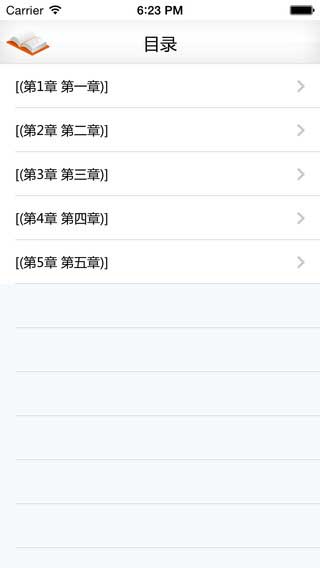 Carrier 6:23 PM
目录
[(第1章 第一章)]
[(第2章 第二章)]
[(第3章 第三章)]
[(第4章 第四章)]
[(第5章 第五章)]